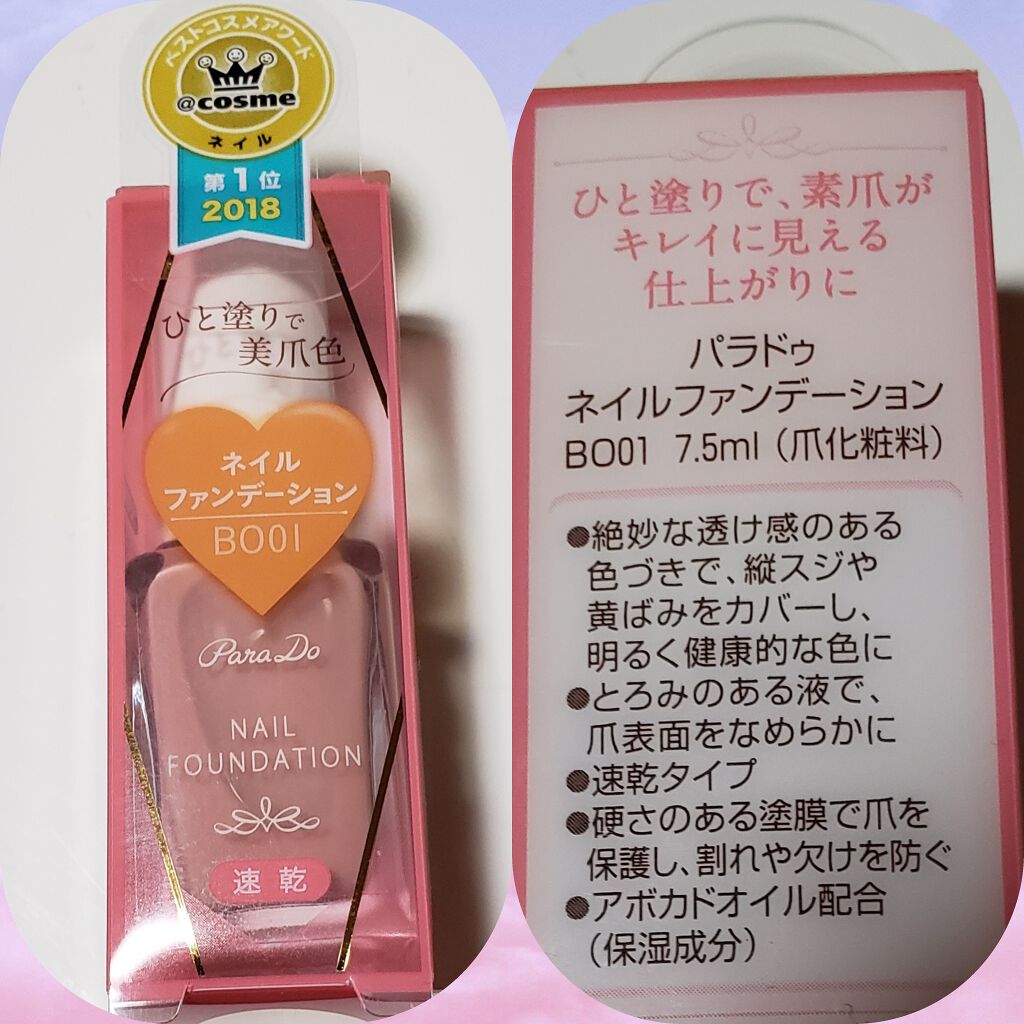 ベストコスメアワード
@cosme
ネイル
第1位
2018
ひと塗りで
美爪色
ネイル
ファンデーション
BO01
Para Do
NAIL
FOUNDATION
速乾
ひと塗りで、素爪が
キレイに見える
仕上がりに
パラドゥ
ネイルファンデーション
BO01 7.5ml（爪化粧料）
●絶妙な透け感のある
色づきで、縦スジや
黄ばみをカバーし、
明るく健康的な色に
●とろみのある液で、
爪表面をなめらかに
●速乾タイプ
●硬さのある塗膜で爪を
保護し、割れや欠けを防ぐ
●アボカドオイル配合
（保湿成分）